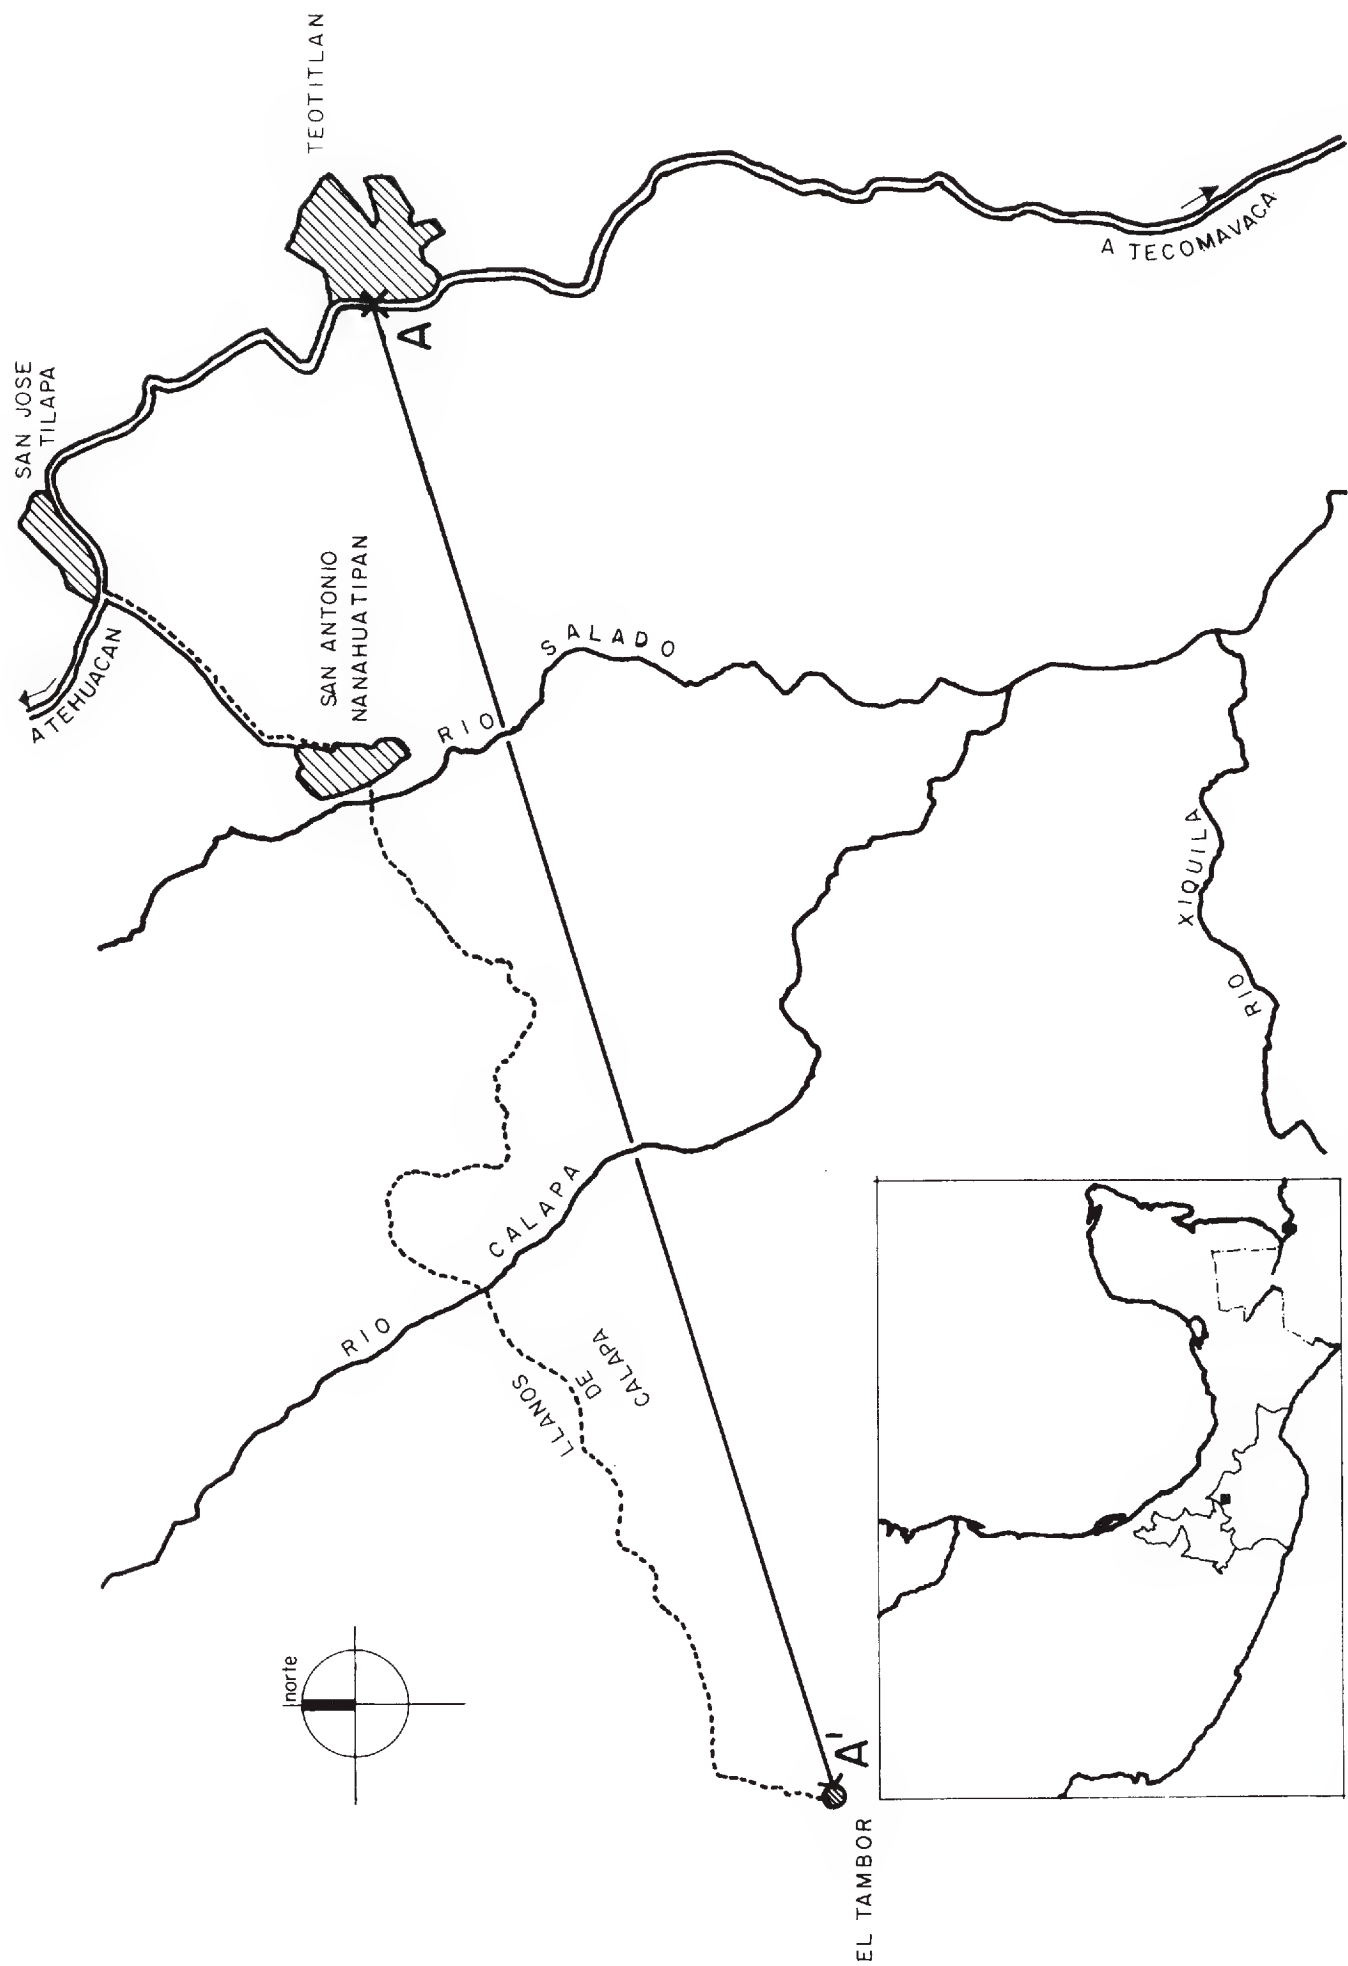 TEOTITLAN
SAN JOSE
TILAPA
A TEHUACAN
SAN ANTONIO
NANAHUATIPAN
A
A TECOMAVACA
RIO SALADO
RIO XIQUILA
RIO CALAPA
LLANOS
DE
CALAPA
norte
A'
EL TAMBOR